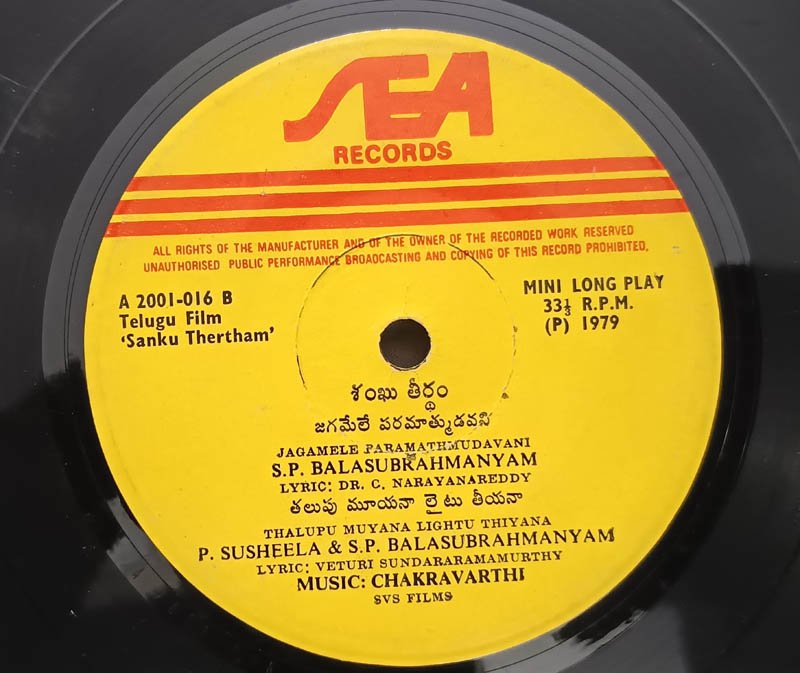 SEA
RECORDS
ALL RIGHTS OF THE MANUFACTURER AND OF THE OWNER OF THE RECORDED WORK RESERVED
UNAUTHORISED PUBLIC PERFORMANCE BROADCASTING AND COPYING OF THIS RECORD PROHIBITED.
A 2001-016 B
Telugu Film
'Sanku Thertham'
MINI LONG PLAY
33⅓ R.P.M.
(P) 1979
శంఖు తీర్థం
జగమేలే పరమాత్ముడవని
JAGAMELE PARAMATHMUDAVANI
S.P. BALASUBRAHMANYAM
LYRIC: DR. C. NARAYANAREDDY
తలుపు మూయనా లైటు తీయనా
THALUPU MUYANA LIGHTU THIYANA
P. SUSHEELA & S.P. BALASUBRAHMANYAM
LYRIC: VETURI SUNDARARAMAMURTHY
MUSIC: CHAKRAVARTHI
SVS FILMS